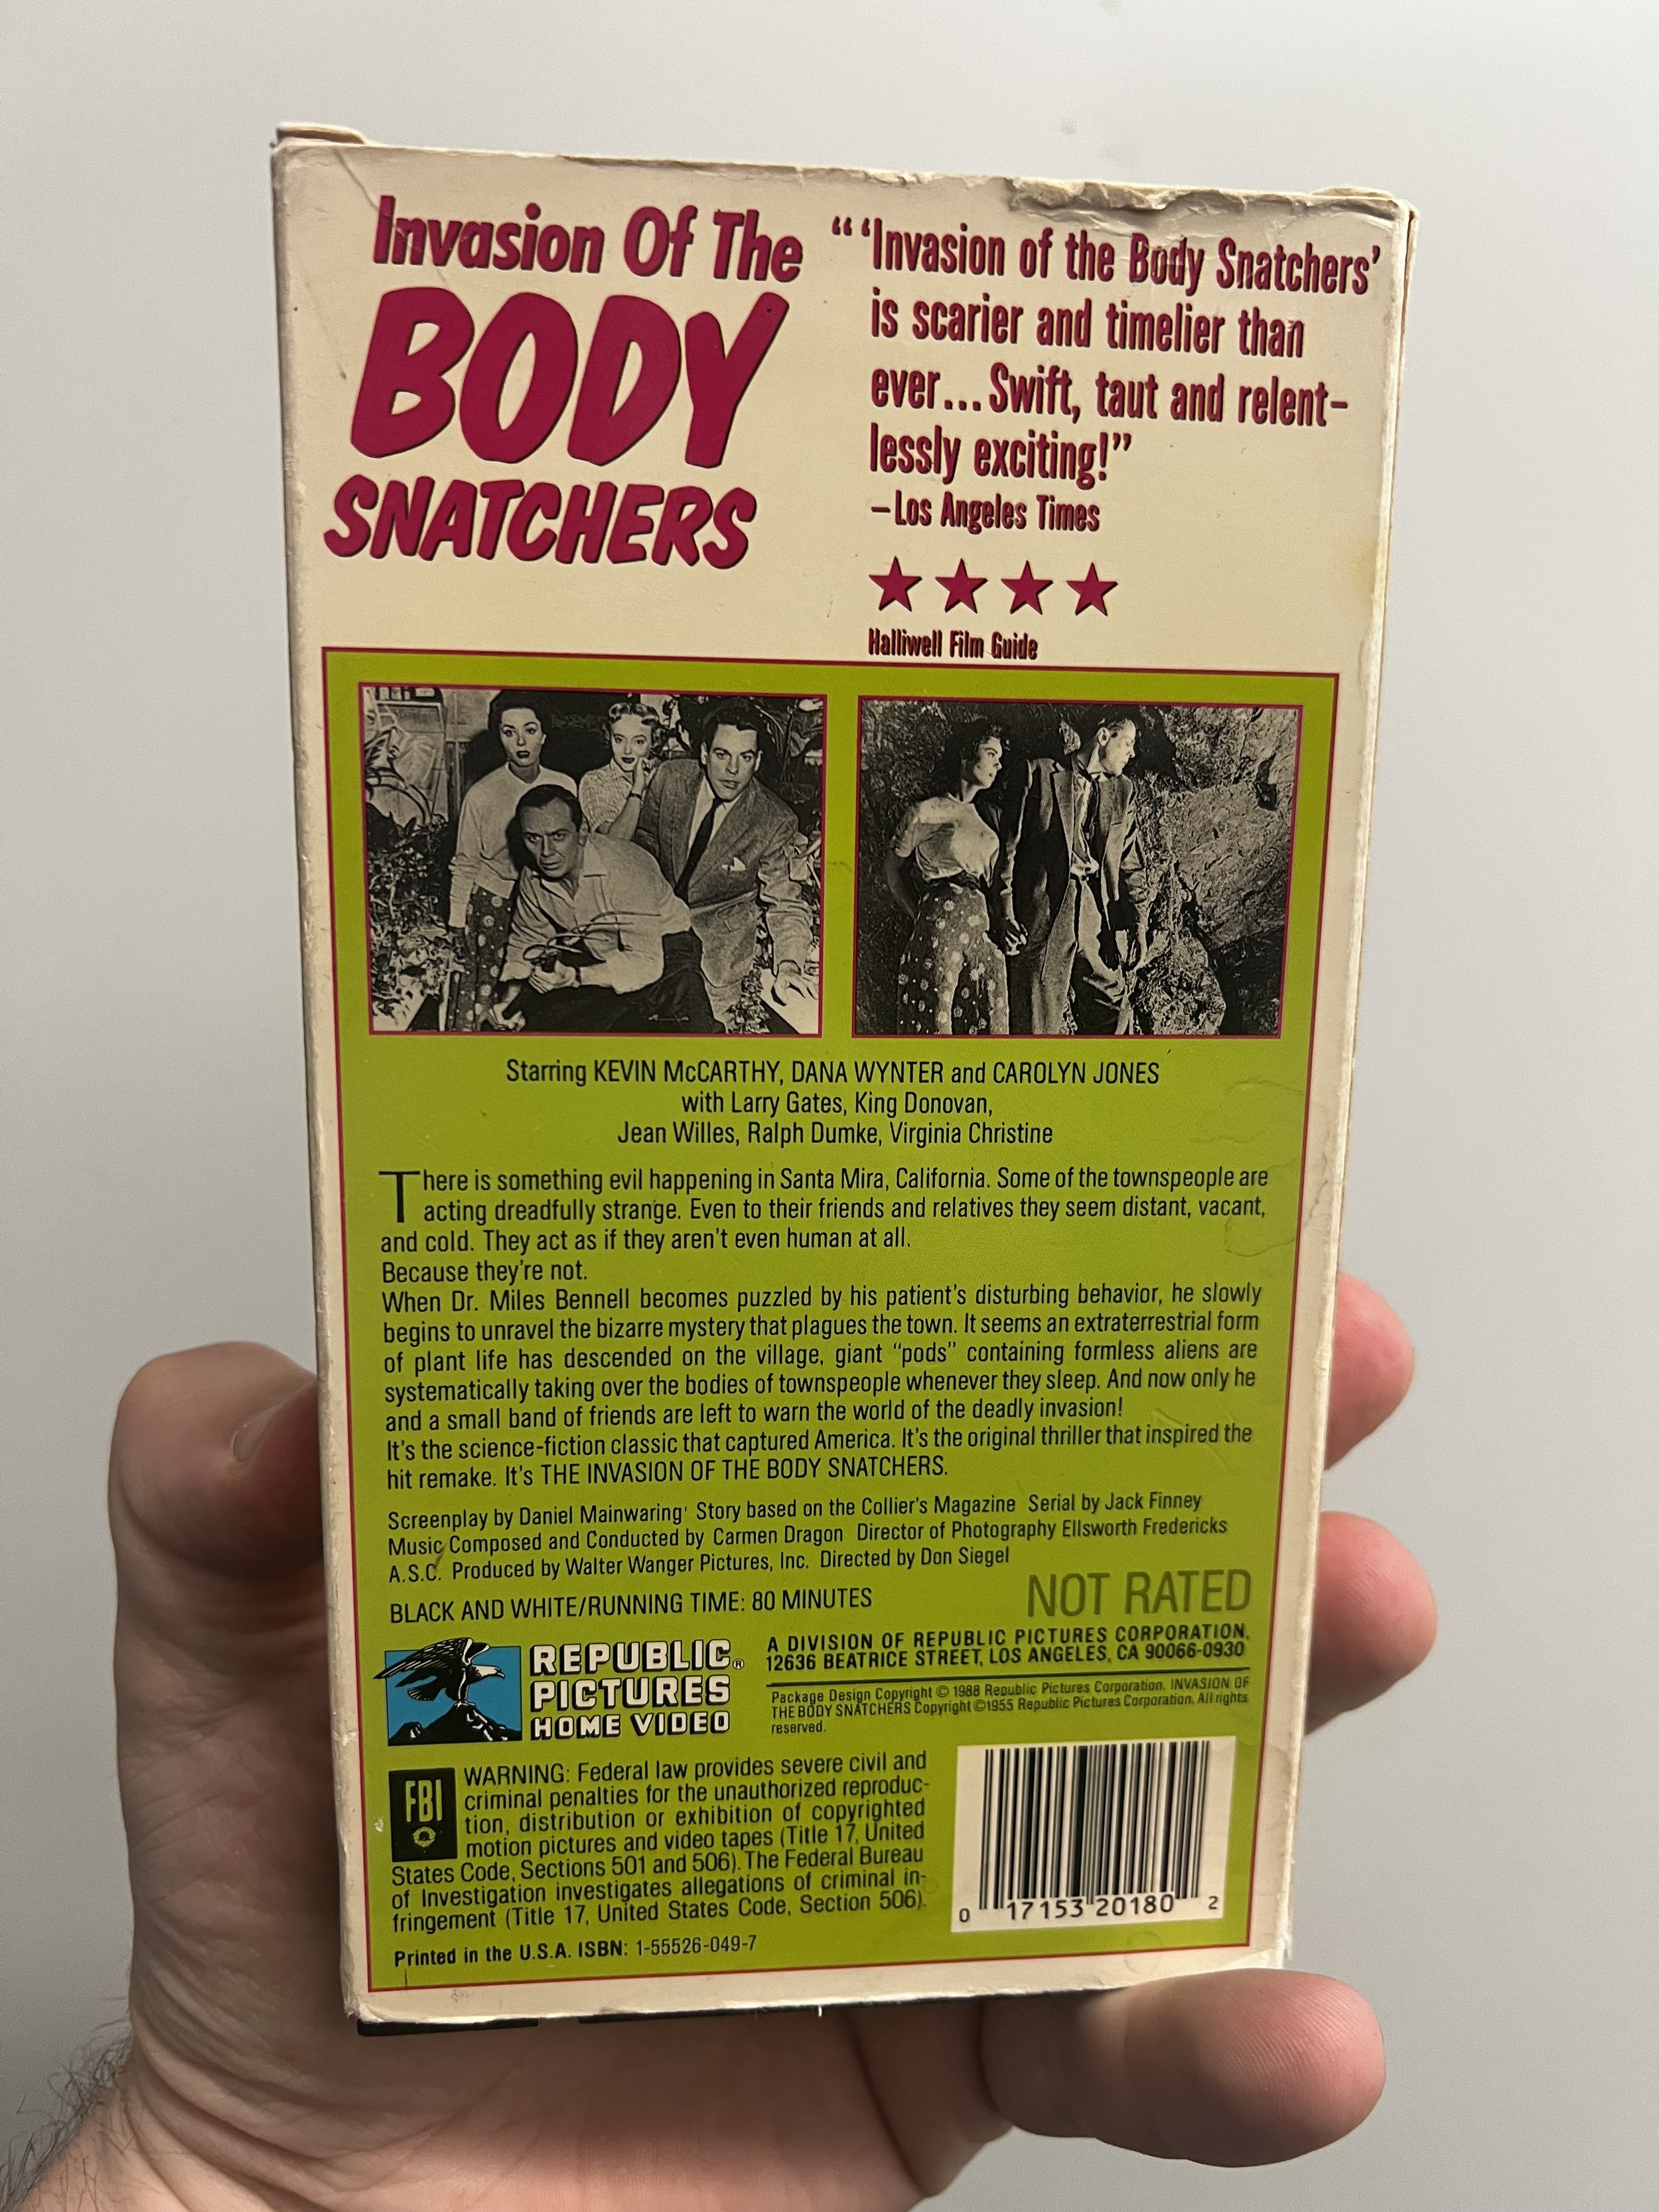 Invasion Of The
BODY
SNATCHERS
“ ‘Invasion of the Body Snatchers’
is scarier and timelier than
ever... Swift, taut and relent-
lessly exciting!”
–Los Angeles Times
★★★★
Halliwell Film Guide
Starring KEVIN McCARTHY, DANA WYNTER and CAROLYN JONES
with Larry Gates, King Donovan,
Jean Willes, Ralph Dumke, Virginia Christine
There is something evil happening in Santa Mira, California. Some of the townspeople are
acting dreadfully strange. Even to their friends and relatives they seem distant, vacant,
and cold. They act as if they aren't even human at all.
Because they're not.
When Dr. Miles Bennell becomes puzzled by his patient's disturbing behavior, he slowly
begins to unravel the bizarre mystery that plagues the town. It seems an extraterrestrial form
of plant life has descended on the village, giant “pods” containing formless aliens are
systematically taking over the bodies of townspeople whenever they sleep. And now only he
and a small band of friends are left to warn the world of the deadly invasion!
It's the science-fiction classic that captured America. It's the original thriller that inspired the
hit remake. It's THE INVASION OF THE BODY SNATCHERS.
Screenplay by Daniel Mainwaring Story based on the Collier's Magazine Serial by Jack Finney
Music Composed and Conducted by Carmen Dragon Director of Photography Ellsworth Fredericks
A.S.C. Produced by Walter Wanger Pictures, Inc. Directed by Don Siegel
BLACK AND WHITE/RUNNING TIME: 80 MINUTES
NOT RATED
REPUBLIC®
PICTURES
HOME VIDEO
A DIVISION OF REPUBLIC PICTURES CORPORATION,
12636 BEATRICE STREET, LOS ANGELES, CA 90066-0930
Package Design Copyright © 1988 Republic Pictures Corporation. INVASION OF
THE BODY SNATCHERS Copyright ©1955 Republic Pictures Corporation. All rights
reserved.
FBI
WARNING: Federal law provides severe civil and
criminal penalties for the unauthorized reproduc-
tion, distribution or exhibition of copyrighted
motion pictures and video tapes (Title 17, United
States Code, Sections 501 and 506). The Federal Bureau
of Investigation investigates allegations of criminal in-
fringement (Title 17, United States Code, Section 506).
Printed in the U.S.A. ISBN: 1-55526-049-7
0 17153 20180 2